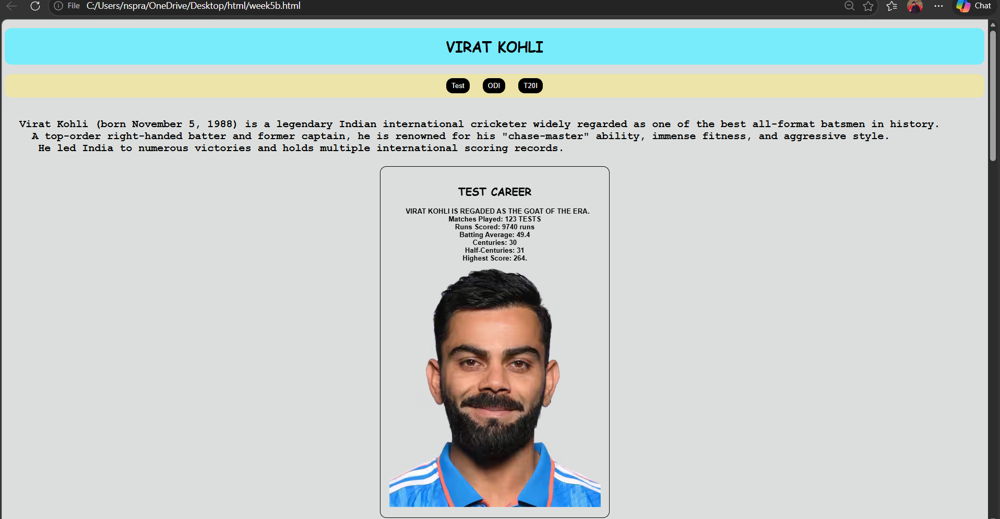 File C:/Users/nspra/OneDrive/Desktop/html/week5b.html
Chat
VIRAT KOHLI
Test ODI T20I
Virat Kohli (born November 5, 1988) is a legendary Indian international cricketer widely regarded as one of the best all-format batsmen in history.
A top-order right-handed batter and former captain, he is renowned for his "chase-master" ability, immense fitness, and aggressive style.
He led India to numerous victories and holds multiple international scoring records.
TEST CAREER
VIRAT KOHLI IS REGADED AS THE GOAT OF THE ERA.
Matches Played: 123 TESTS
Runs Scored: 9740 runs
Batting Average: 49.4
Centuries: 30
Half-Centuries: 31
Highest Score: 264.